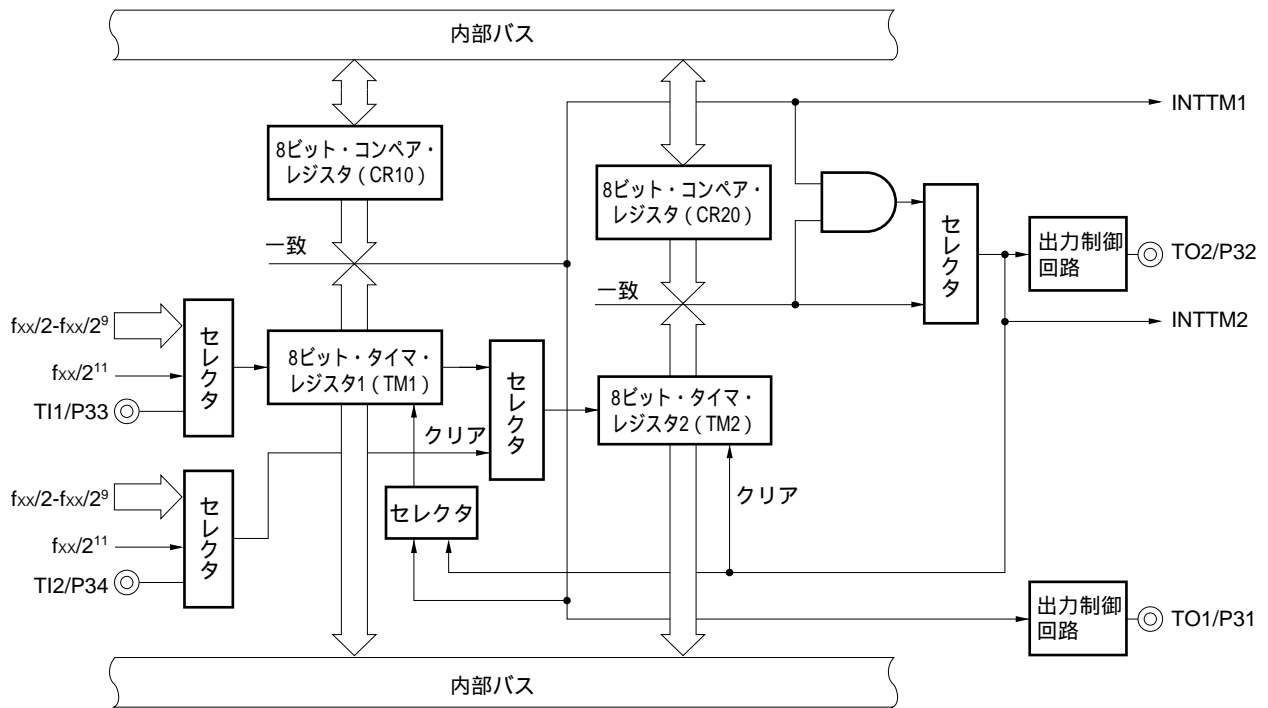 内部バス
INTTM1
8ビット・コンペア・
レジスタ(CR10)
8ビット・コンペア・
レジスタ(CR20)
セレクタ
出力制御
回路
TO2/P32
一致
一致
INTTM2
fXX/2-fXX/2⁹
fXX/2¹¹
TI1/P33
セレクタ
8ビット・タイマ・
レジスタ1(TM1)
セレクタ
8ビット・タイマ・
レジスタ2(TM2)
クリア
クリア
fXX/2-fXX/2⁹
fXX/2¹¹
TI2/P34
セレクタ
セレクタ
出力制御
回路
TO1/P31
内部バス